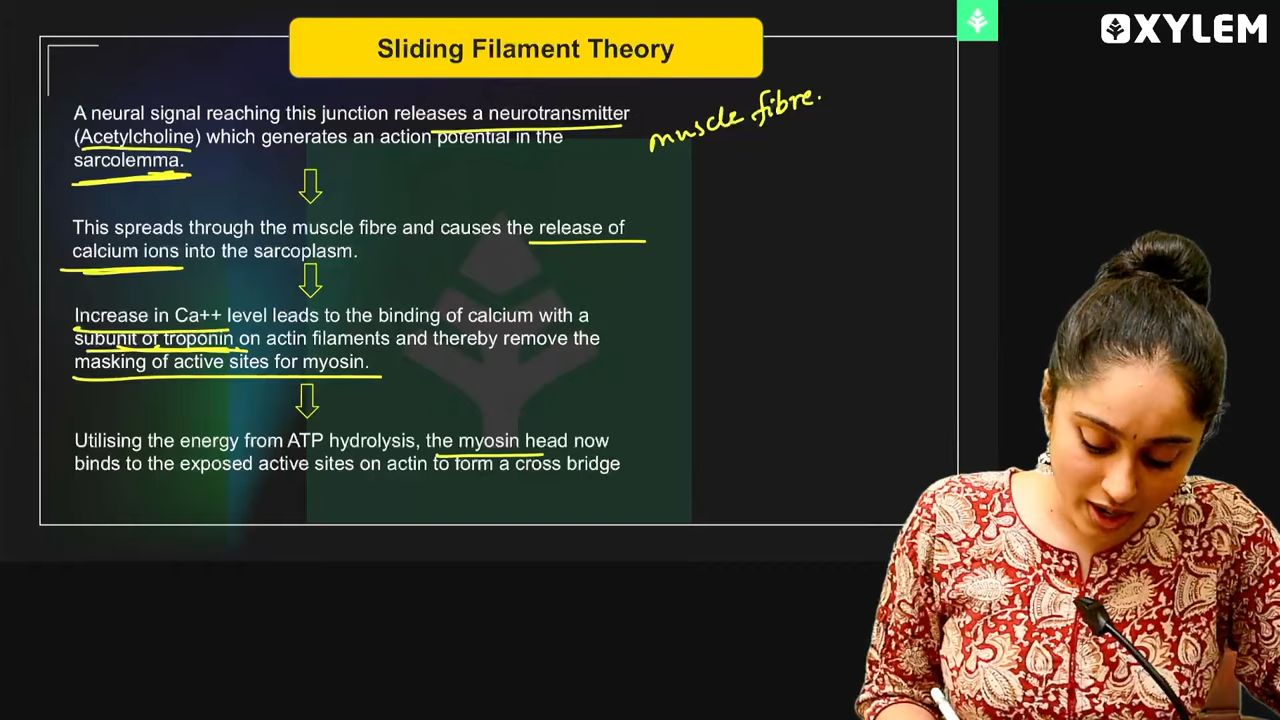 XYLEM
Sliding Filament Theory
A neural signal reaching this junction releases a neurotransmitter
(Acetylcholine) which generates an action potential in the
sarcolemma.
muscle fibre.
This spreads through the muscle fibre and causes the release of
calcium ions into the sarcoplasm.
Increase in Ca++ level leads to the binding of calcium with a
subunit of troponin on actin filaments and thereby remove the
masking of active sites for myosin.
Utilising the energy from ATP hydrolysis, the myosin head now
binds to the exposed active sites on actin to form a cross bridge